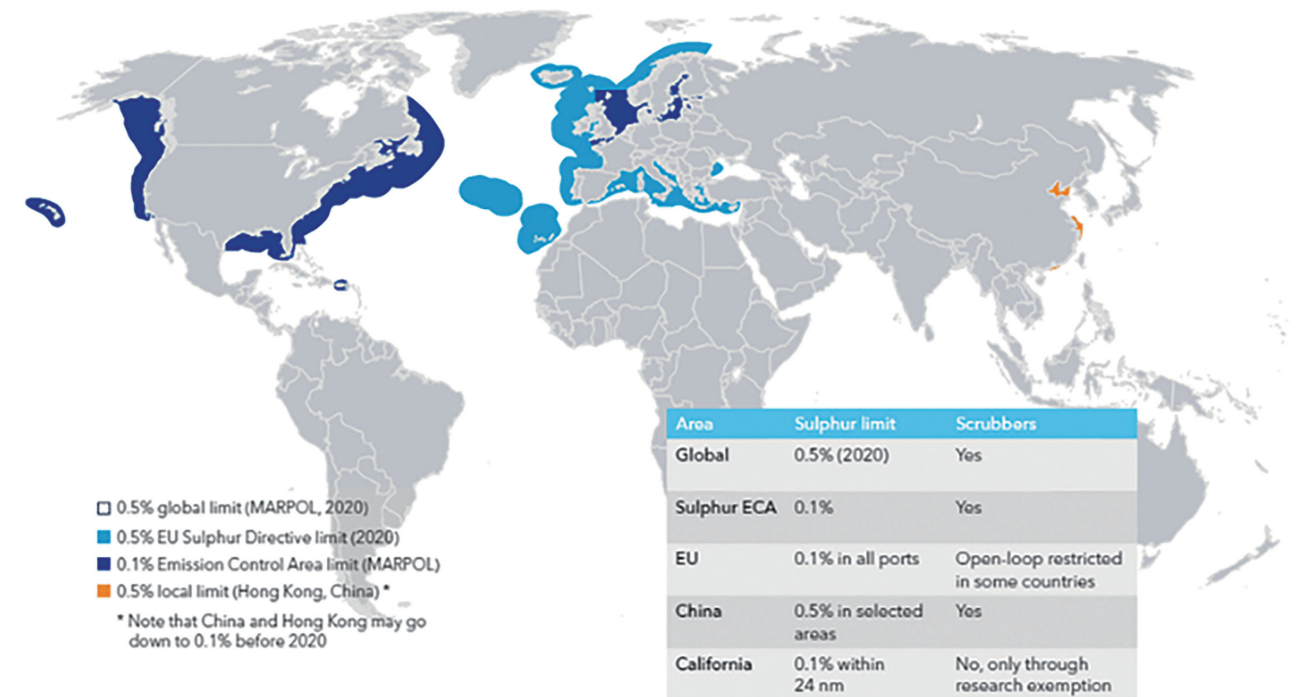 0.5% global limit (MARPOL, 2020)
0.5% EU Sulphur Directive limit (2020)
0.1% Emission Control Area limit (MARPOL)
0.5% local limit (Hong Kong, China) *
* Note that China and Hong Kong may go
down to 0.1% before 2020
Area Sulphur limit Scrubbers
Global 0.5% (2020) Yes
Sulphur ECA 0.1% Yes
EU 0.1% in all ports Open-loop restricted
in some countries
China 0.5% in selected Yes
areas
California 0.1% within No, only through
24 nm research exemption